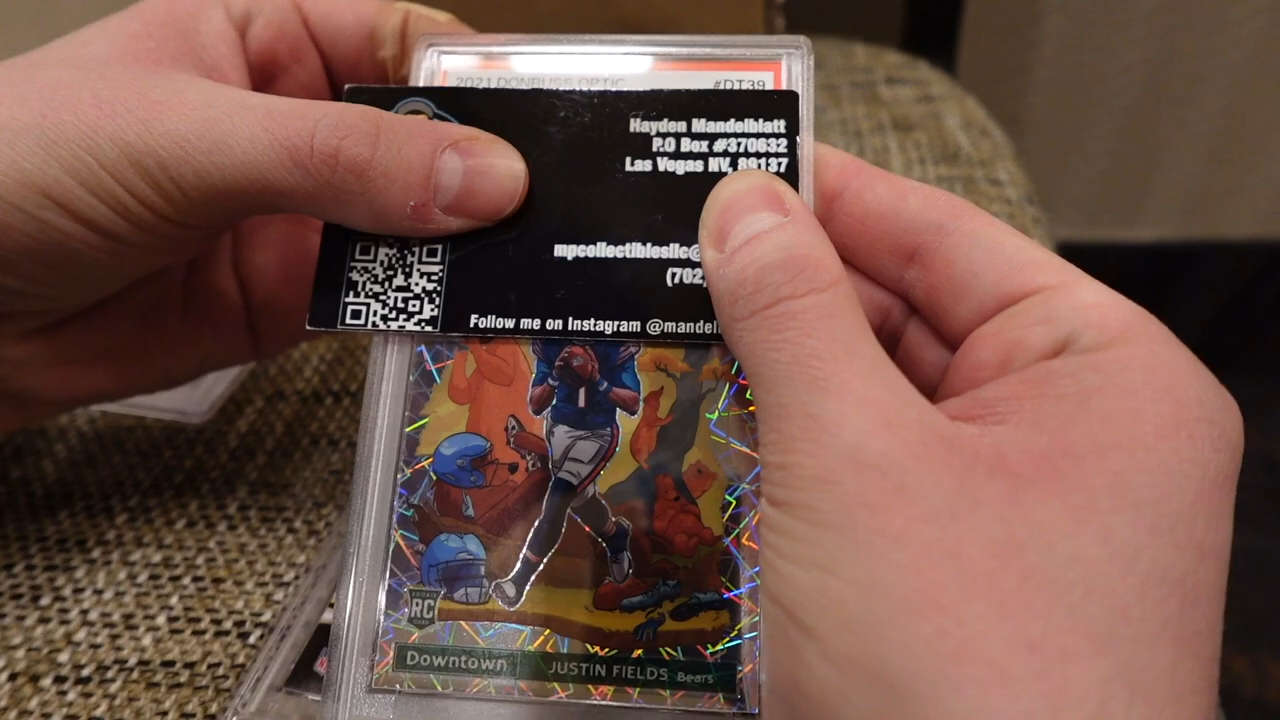 2021 DONRUSS OPTIC #DT39
Hayden Mandelblatt
P.O Box #370632
Las Vegas NV, 89137
mpcollectiblesllc@
(702)
Follow me on Instagram @mandel
1
ROOKIE
RC
CARD
Downtown JUSTIN FIELDS Bears